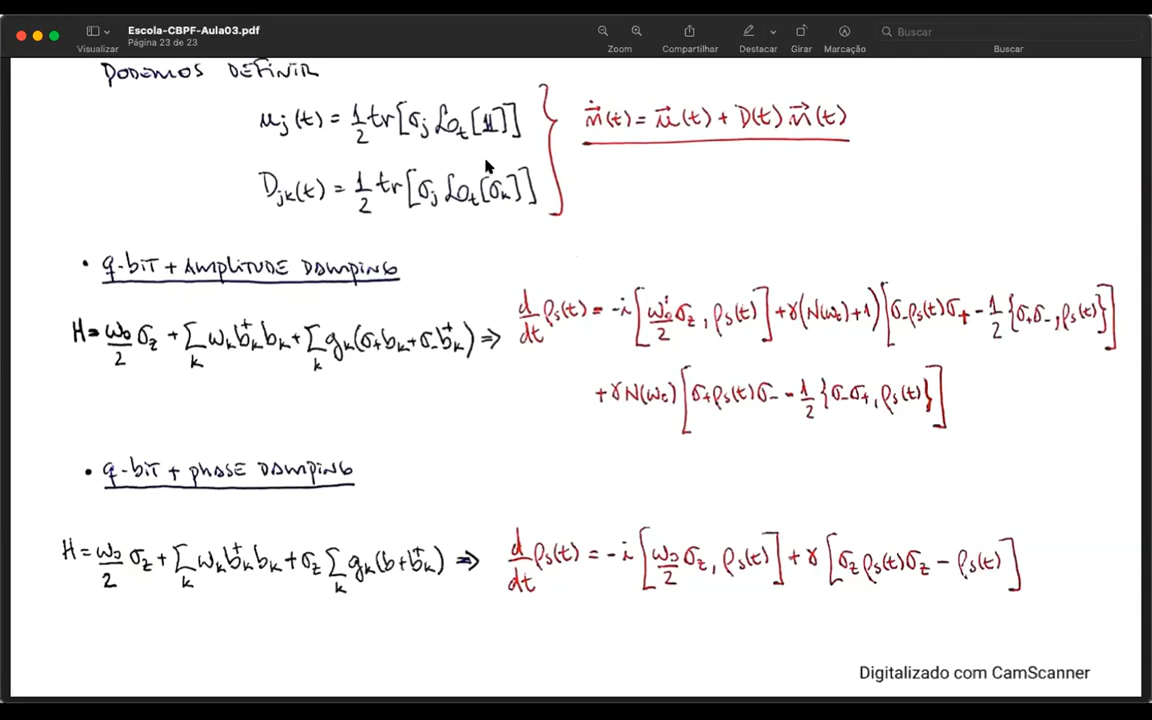 Escola-CBPF-Aula03.pdf
Página 23 de 23
Visualizar
Zoom
Compartilhar
Destacar
Girar
Marcação
Buscar
Buscar
PODEMOS DEFINIR
μⱼ(t) = 1/2 tr[σⱼ ℒₜ[𝟙]]
Dⱼₖ(t) = 1/2 tr[σⱼ ℒₜ[σₖ]]
ṅ⃗(t) = μ⃗(t) + D(t) n⃗(t)
• q-bit + AMPLITUDE DAMPING
H = ω₀/2 σz + Σₖ ωₖ bₖ† bₖ + Σₖ gₖ(σ₊bₖ + σ₋bₖ†) ⇒ d/dt ρₛ(t) = -i[ω₀'/2 σz, ρₛ(t)] + γ(N(ω₀)+1)[σ₋ρₛ(t)σ₊ - 1/2{σ₊σ₋, ρₛ(t)}]
+ γN(ω₀)[σ₊ρₛ(t)σ₋ - 1/2{σ₋σ₊, ρₛ(t)}]
• q-bit + PHASE DAMPING
H = ω₀/2 σz + Σₖ ωₖ bₖ† bₖ + σz Σₖ gₖ(b + bₖ†) ⇒ d/dt ρₛ(t) = -i[ω₀/2 σz, ρₛ(t)] + γ[σz ρₛ(t)σz - ρₛ(t)]
Digitalizado com CamScanner